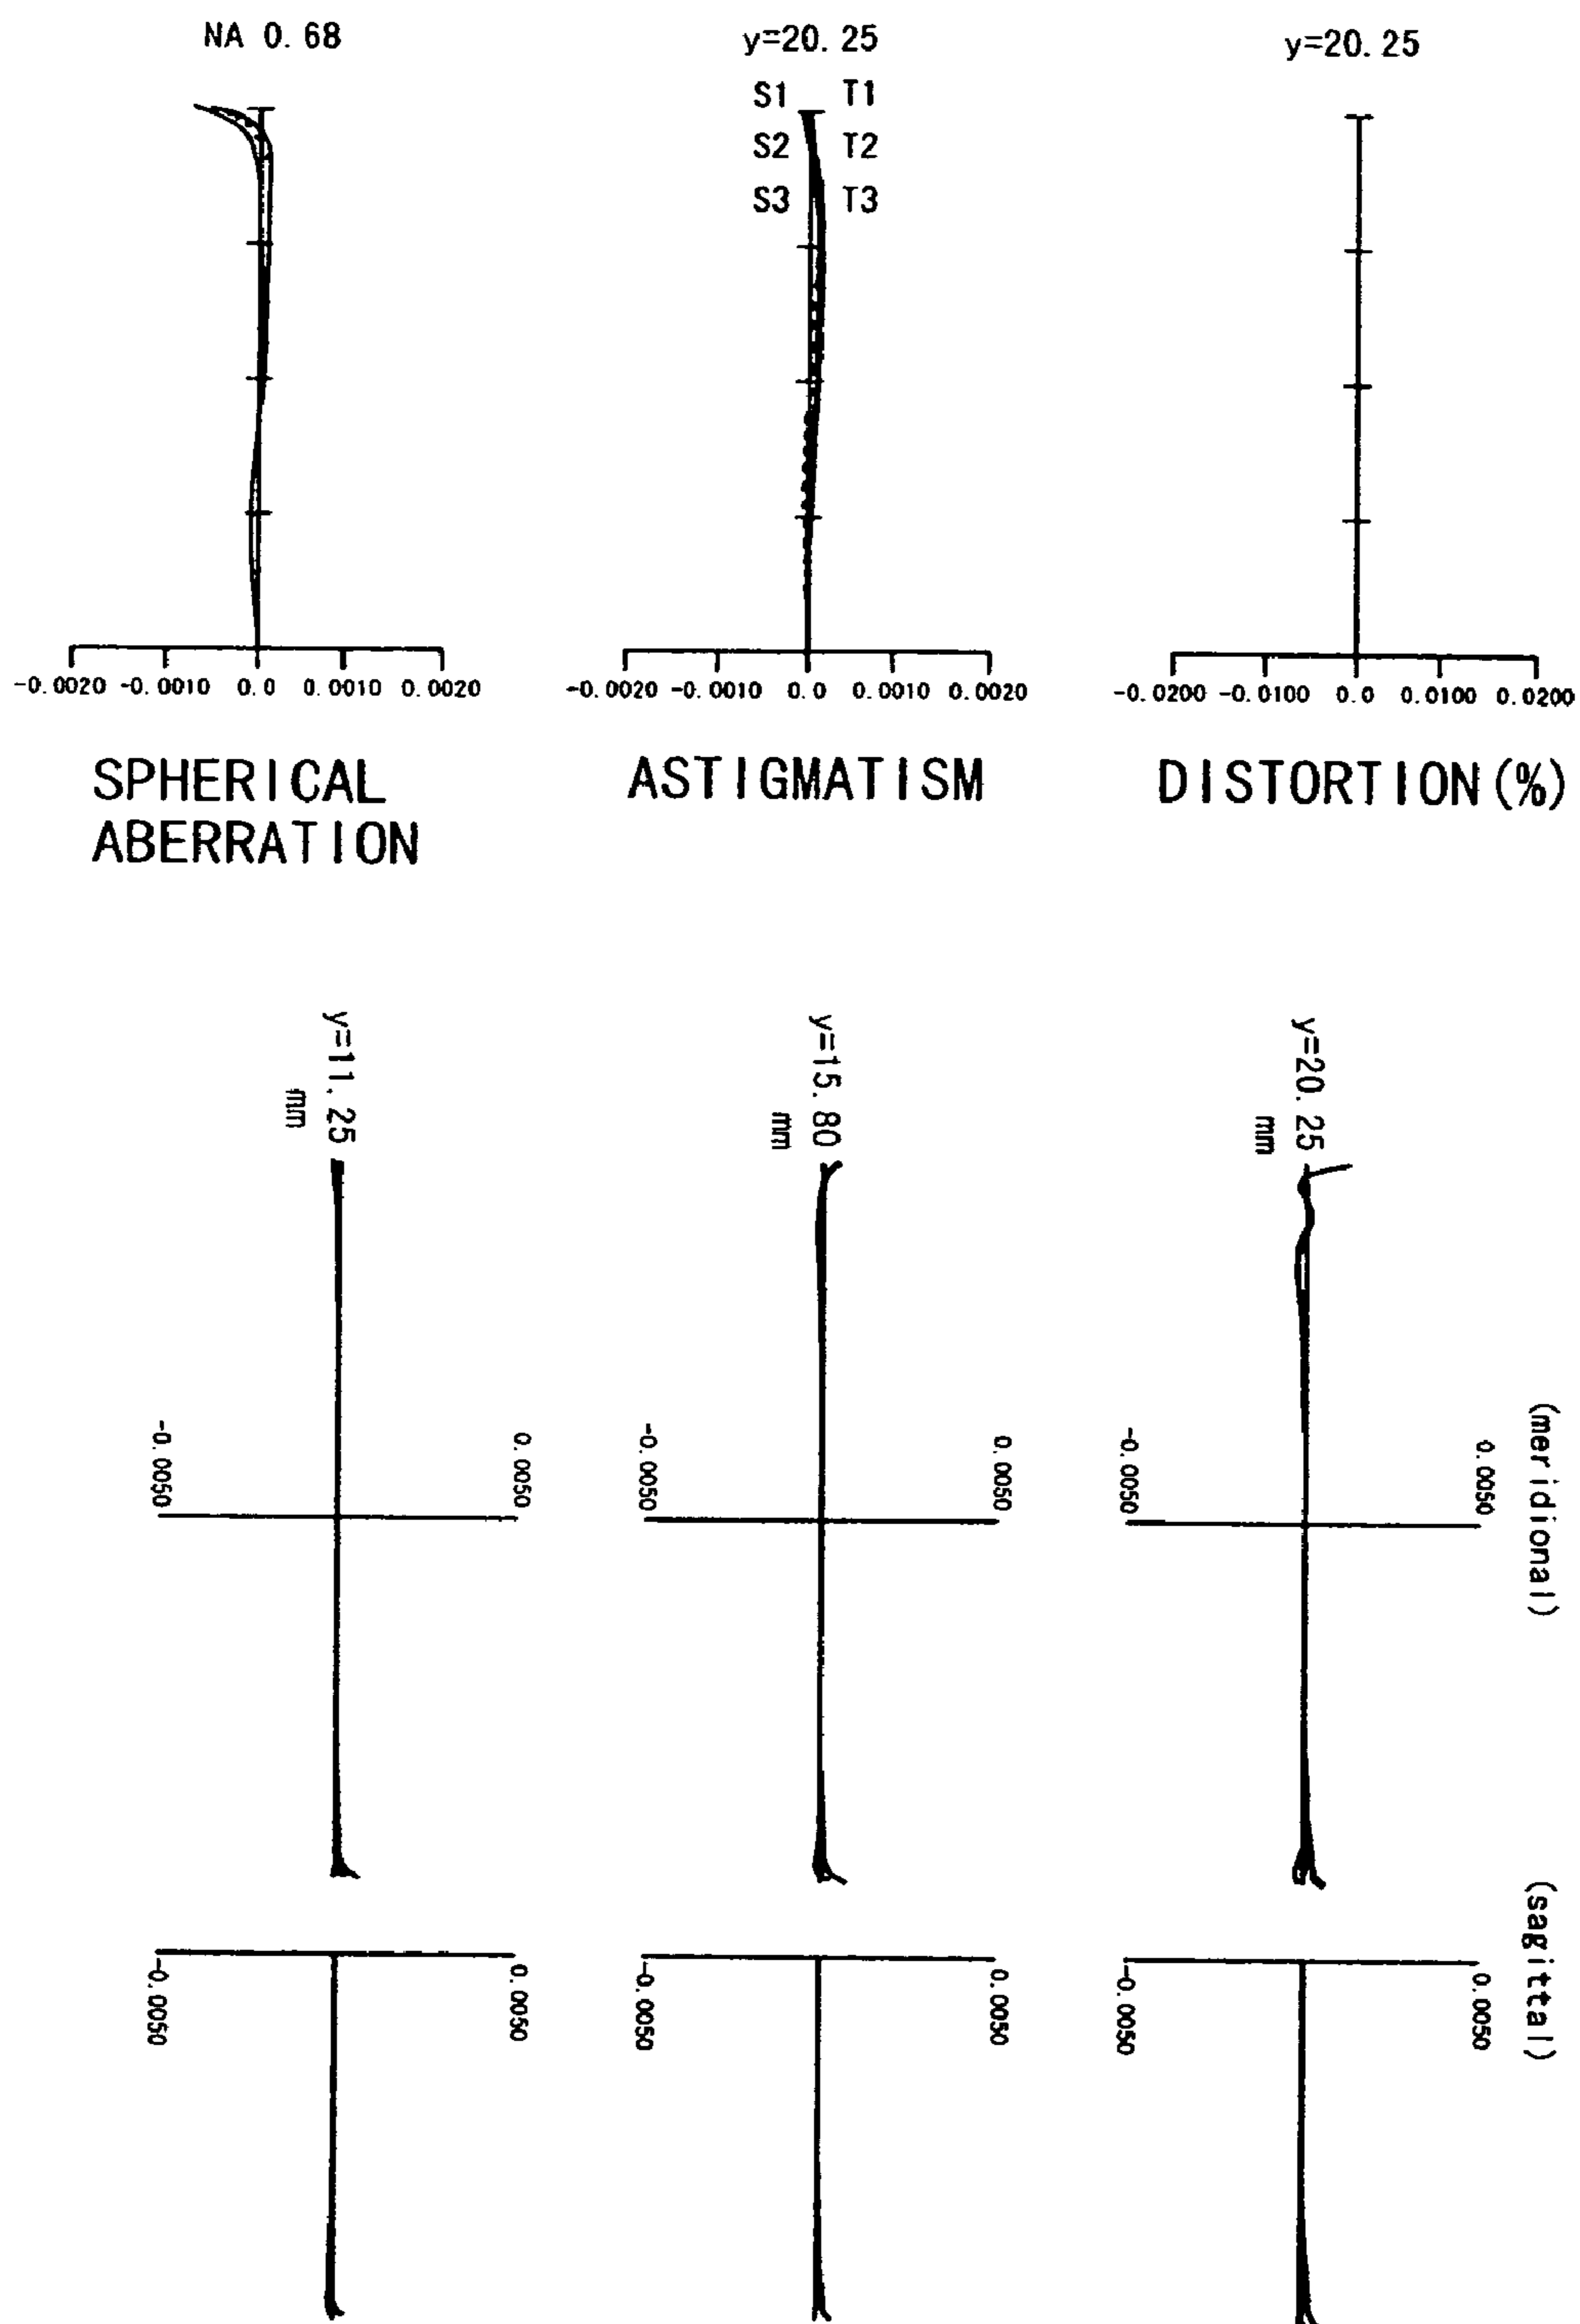 NA 0.68
y=20.25
y=20.25
S1 T1
S2 T2
S3 T3
-0.0020 -0.0010 0.0 0.0010 0.0020
-0.0020 -0.0010 0.0 0.0010 0.0020
-0.0200 -0.0100 0.0 0.0100 0.0200
SPHERICAL
ABERRATION
ASTIGMATISM
DISTORTION(%)
y=11.25
mm
y=15.80
mm
y=20.25
mm
-0.0050
0.0050
-0.0050
0.0050
-0.0050
0.0050
(meridional)
-0.0050
0.0050
-0.0050
0.0050
-0.0050
0.0050
(sagittal)